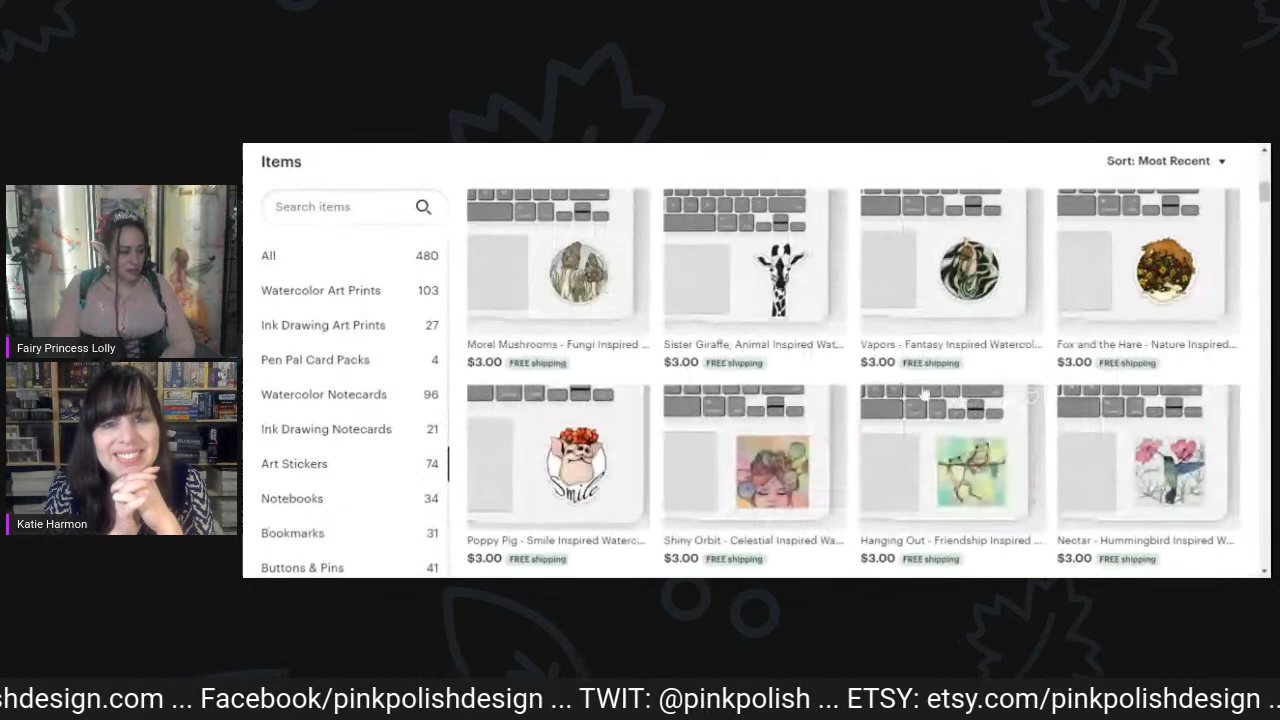 Items
Sort: Most Recent
Search items
All 480
Watercolor Art Prints 103
Ink Drawing Art Prints 27
Pen Pal Card Packs 4
Watercolor Notecards 96
Ink Drawing Notecards 21
Art Stickers 74
Notebooks 34
Bookmarks 31
Buttons & Pins 41
Morel Mushrooms - Fungi Inspired ...
$3.00 FREE shipping
Sister Giraffe, Animal Inspired Wat...
$3.00 FREE shipping
Vapors - Fantasy Inspired Watercol...
$3.00 FREE shipping
Fox and the Hare - Nature Inspired...
$3.00 FREE shipping
Smile
Poppy Pig - Smile Inspired Waterc...
$3.00 FREE shipping
Shiny Orbit - Celestial Inspired Wa...
$3.00 FREE shipping
Hanging Out - Friendship Inspired ...
$3.00 FREE shipping
Nectar - Hummingbird Inspired W...
$3.00 FREE shipping
Fairy Princess Lolly
Katie Harmon
shdesign.com ... Facebook/pinkpolishdesign ... TWIT: @pinkpolish ... ETSY: etsy.com/pinkpolishdesign ..